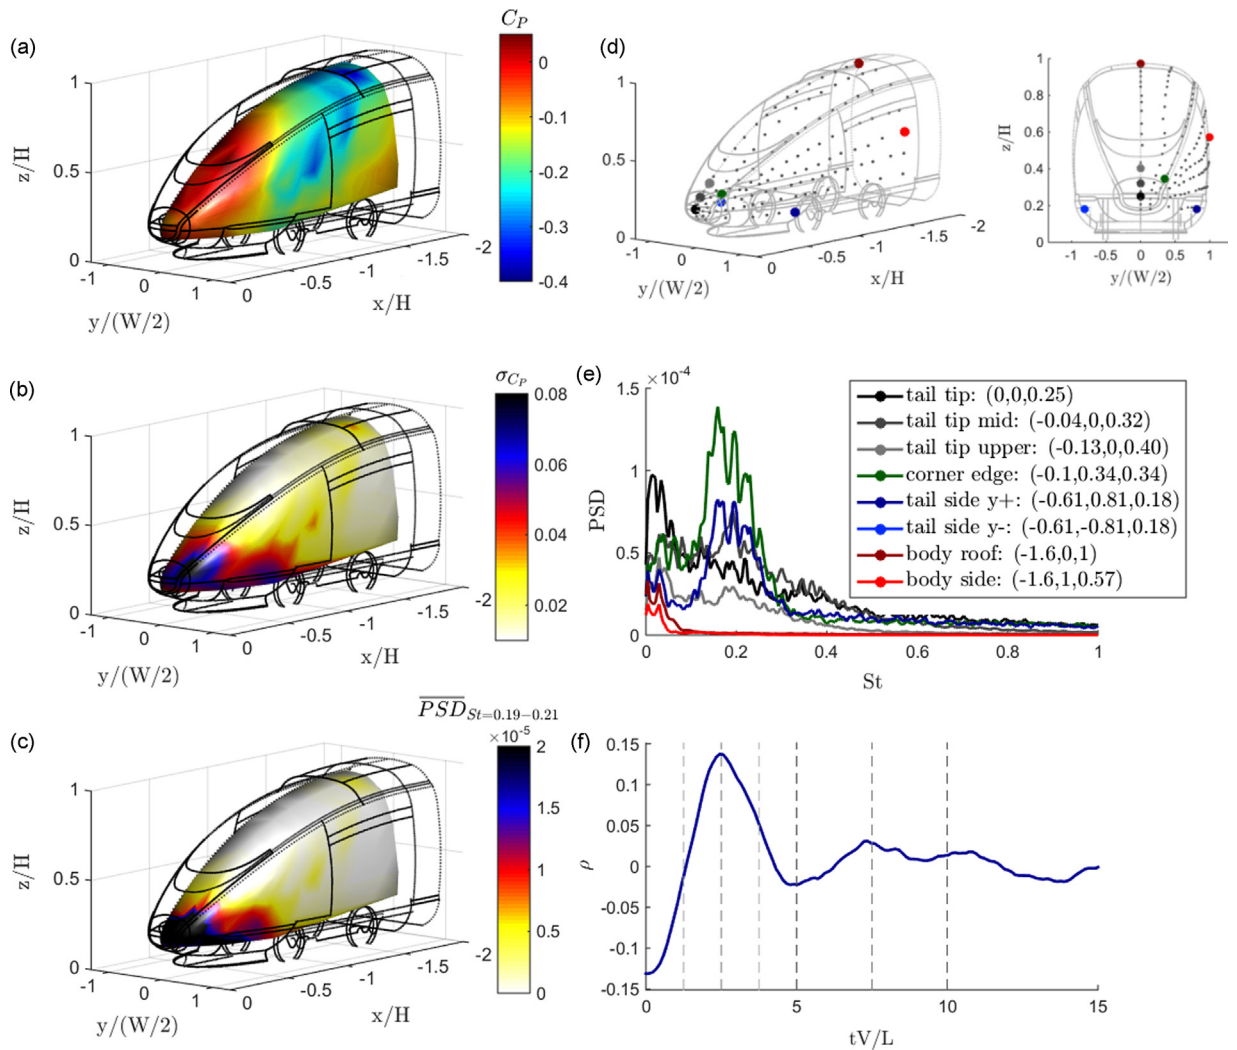 (a)
C_P
0
-0.1
-0.2
-0.3
-0.4
z/H
1
0.5
0
-1
0
1
y/(W/2)
0
-0.5
-1
-1.5
-2
x/H
(b)
σ_{C_P}
0.08
0.06
0.04
0.02
z/H
1
0.5
0
-1
0
1
y/(W/2)
0
-0.5
-1
-1.5
-2
x/H
(c)
PSD St=0.19−0.21
×10^-5
2
1.5
1
0.5
0
z/H
1
0.5
0
-1
0
1
y/(W/2)
0
-0.5
-1
-1.5
-2
x/H
(d)
z/H
1
0.5
0
-1
0
1
y/(W/2)
0
-0.5
-1
-1.5
-2
x/H
z/H
1
0.8
0.6
0.4
0.2
0
-1
-0.5
0
0.5
1
y/(W/2)
(e)
×10^-4
1.5
1
0.5
0
PSD
0
0.2
0.4
0.6
0.8
1
St
tail tip: (0,0,0.25)
tail tip mid: (-0.04,0,0.32)
tail tip upper: (-0.13,0,0.40)
corner edge: (-0.1,0.34,0.34)
tail side y+: (-0.61,0.81,0.18)
tail side y-: (-0.61,-0.81,0.18)
body roof: (-1.6,0,1)
body side: (-1.6,1,0.57)
(f)
0.15
0.1
0.05
0
-0.05
-0.1
-0.15
ρ
0
5
10
15
tV/L